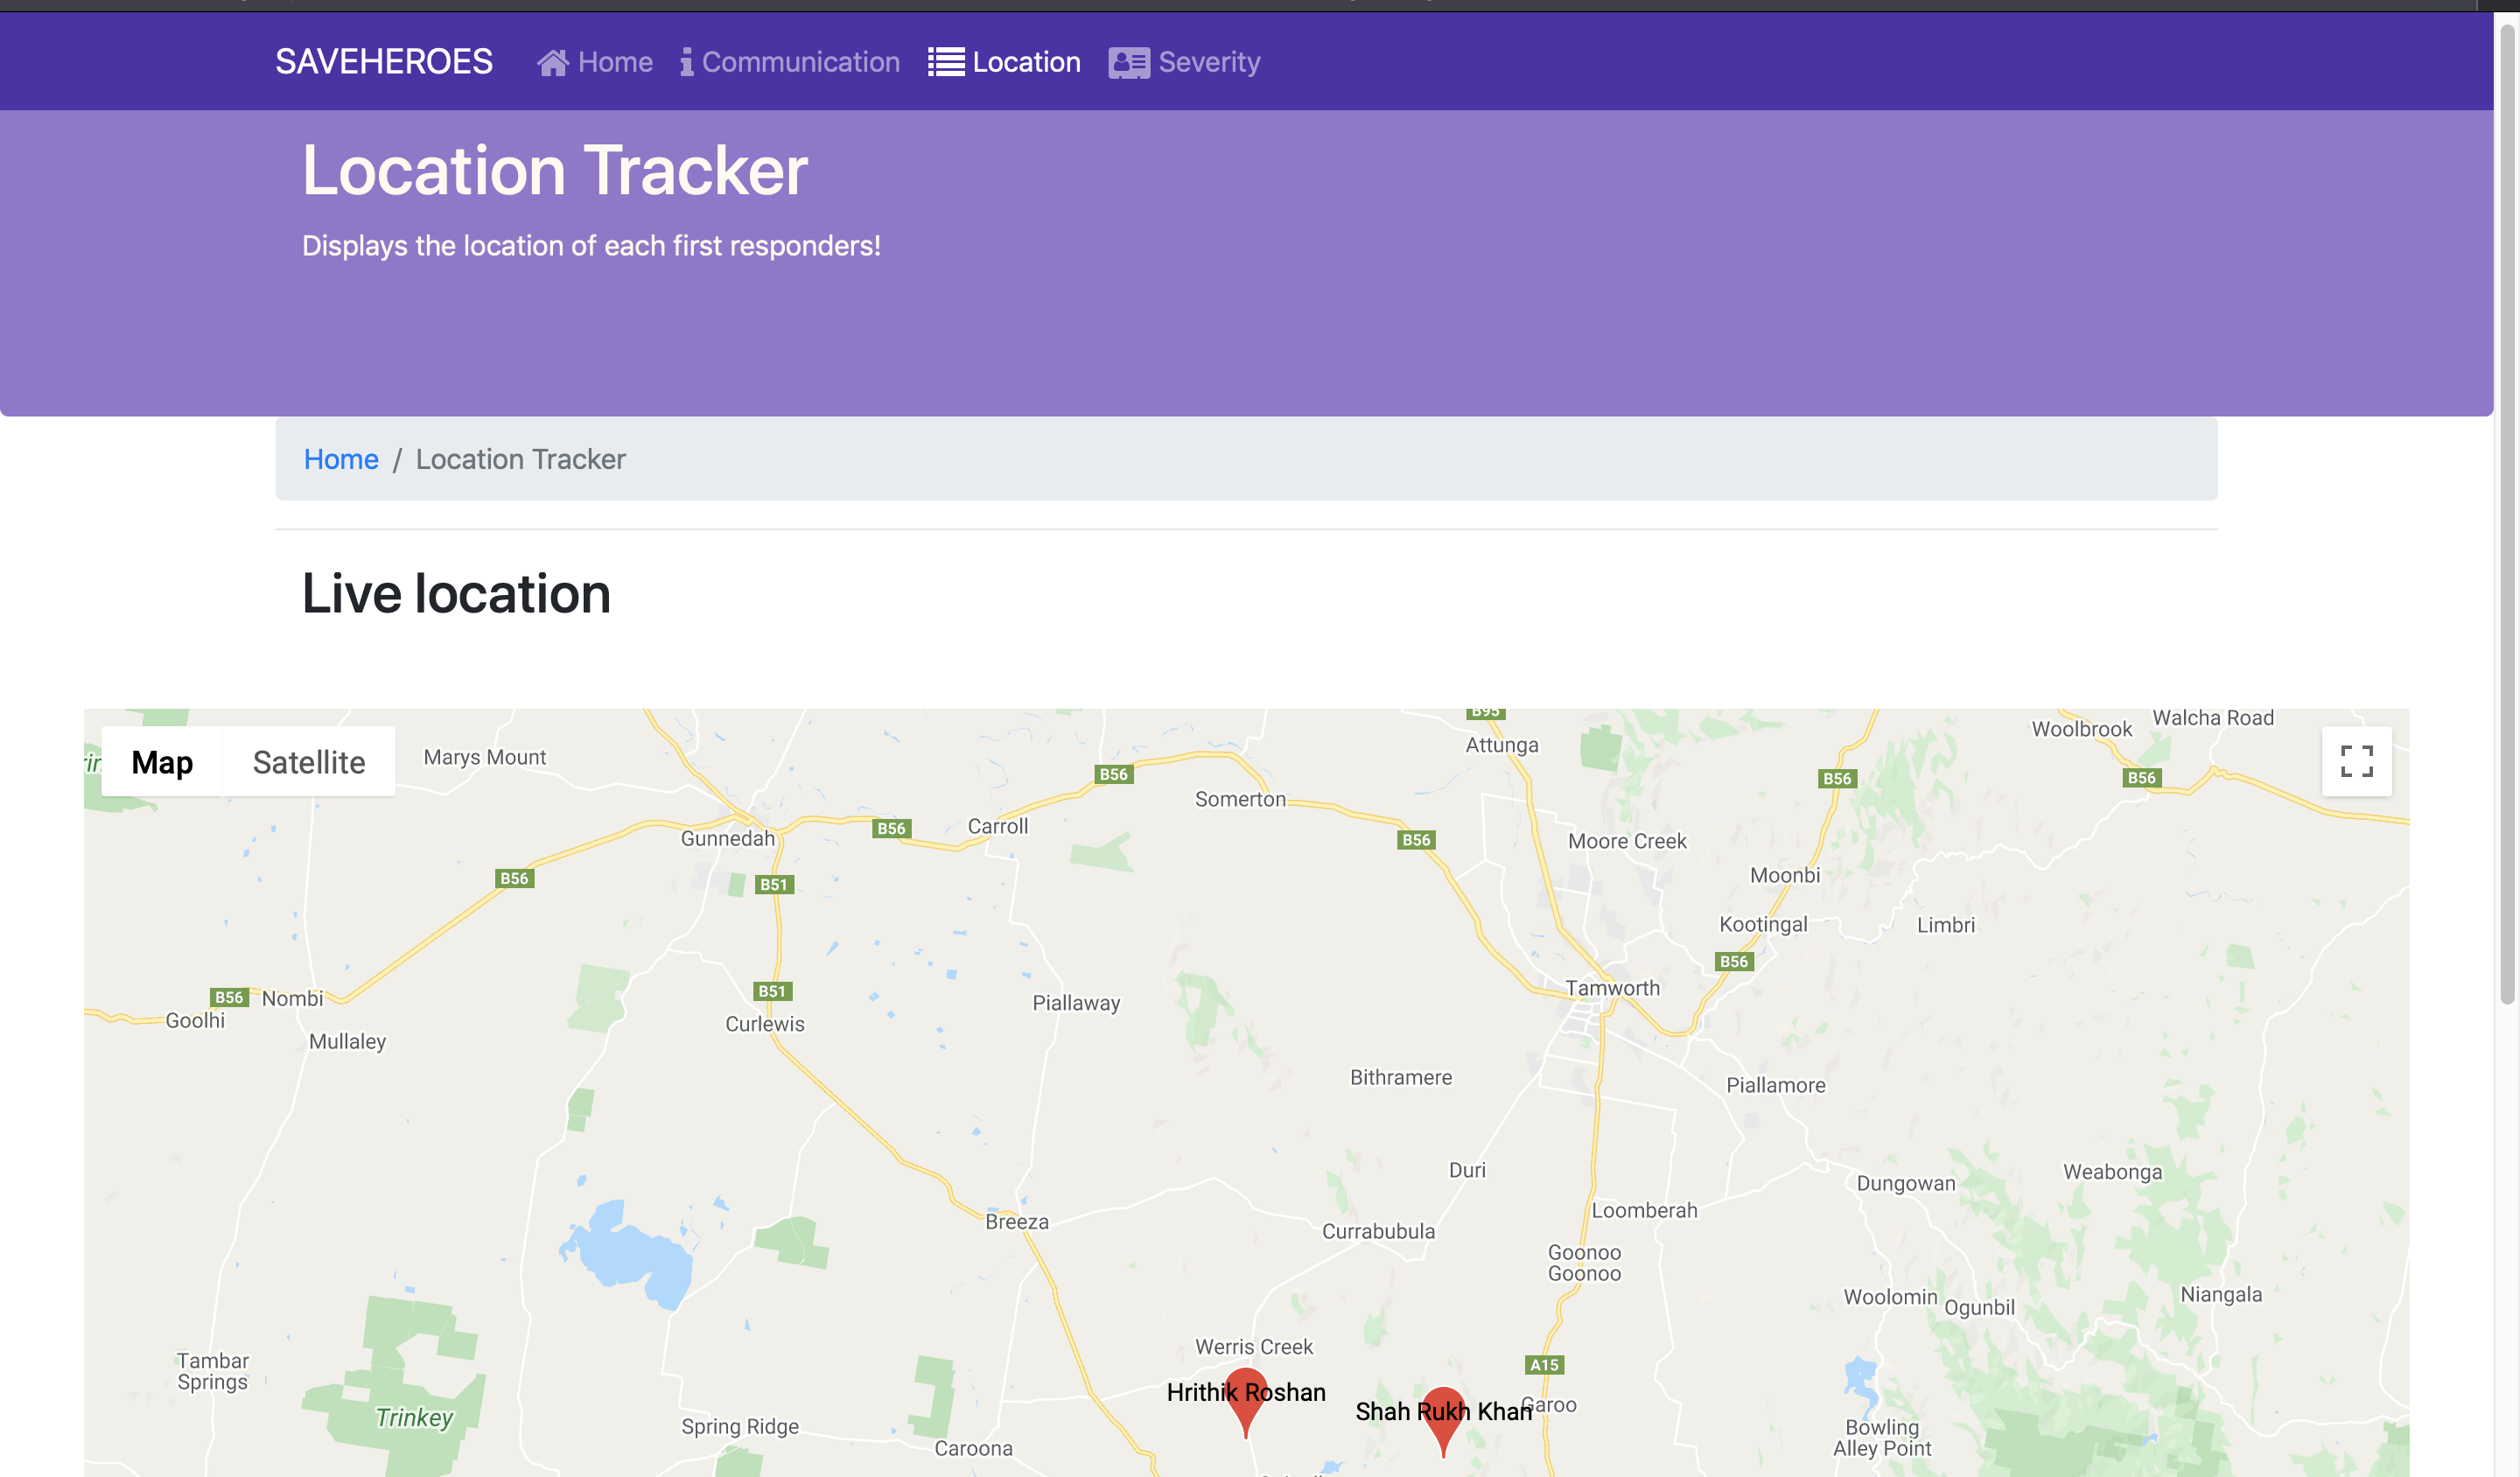 SAVEHEROES Home Communication Location Severity
Location Tracker
Displays the location of each first responders!
Home / Location Tracker
Live location
Map Satellite
Marys Mount
B95
Attunga
Woolbrook
Walcha Road
B56
B56
B56
Somerton
Gunnedah
B56
Carroll
B56
Moore Creek
B56
B51
Moonbi
Kootingal
Limbri
B56
Tamworth
B56 Nombi
Goolhi
B51
Curlewis
Piallaway
Mullaley
Bithramere
Piallamore
Duri
Dungowan
Weabonga
Breeza
Currabubula
Loomberah
Goonoo
Goonoo
Woolomin
Ogunbil
Niangala
Werris Creek
Tambar
Springs
A15
Hrithik Roshan
Shah Rukh Khan
Garoo
Trinkey
Spring Ridge
Caroona
Bowling
Alley Point